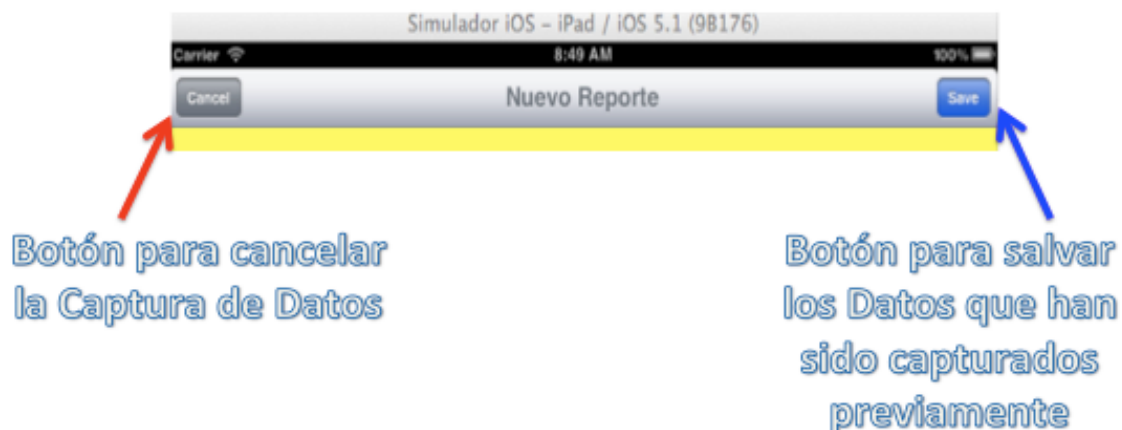 Simulador iOS – iPad / iOS 5.1 (9B176)
Carrier 8:49 AM 100%
Cancel Nuevo Reporte Save
Botón para cancelar
la Captura de Datos
Botón para salvar
los Datos que han
sido capturados
previamente